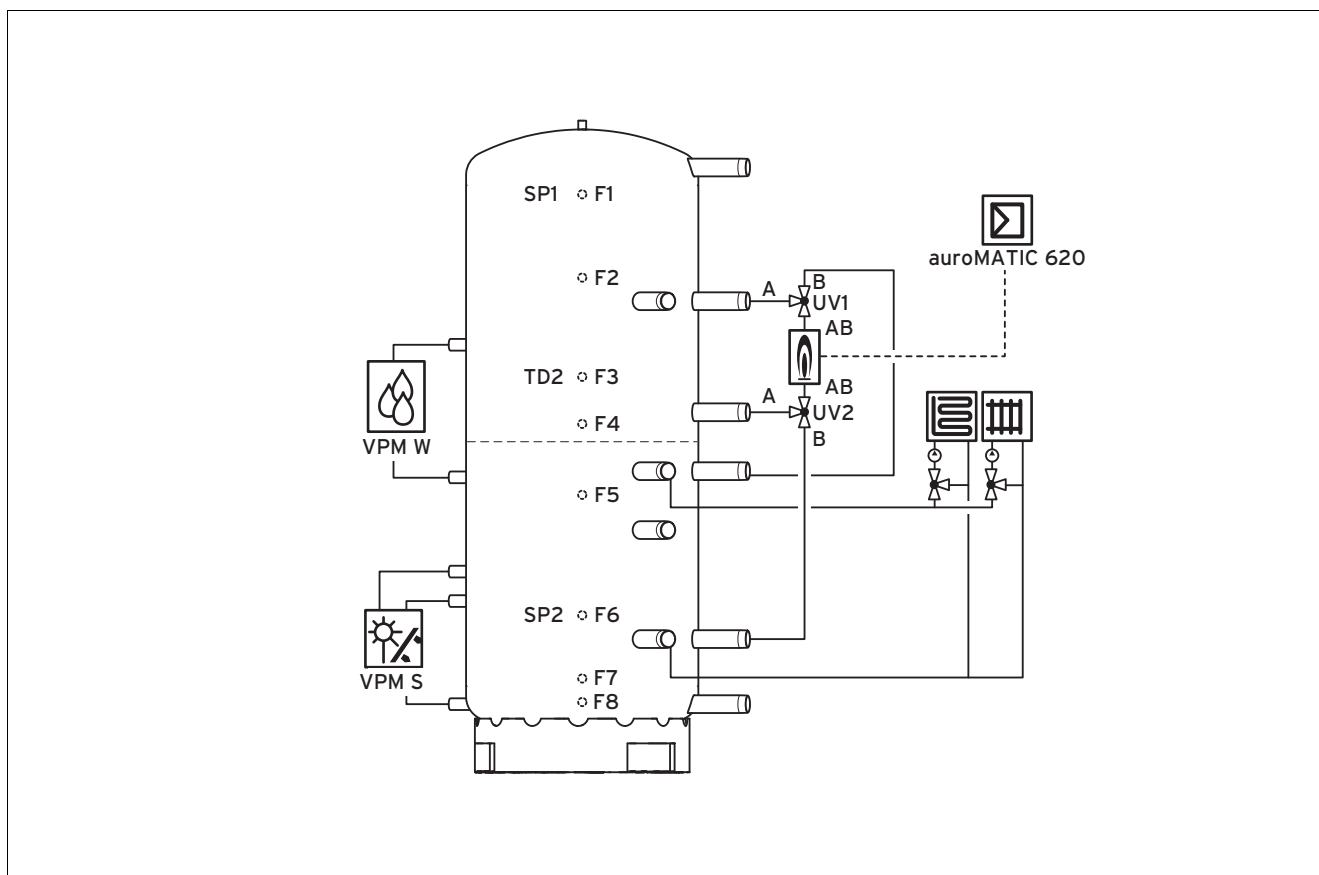 SP1 F1
auroMATIC 620
F2
A
B
UV1
AB
TD2 F3
AB
A
UV2
F4
B
VPM W
F5
SP2 F6
F7
VPM S
F8